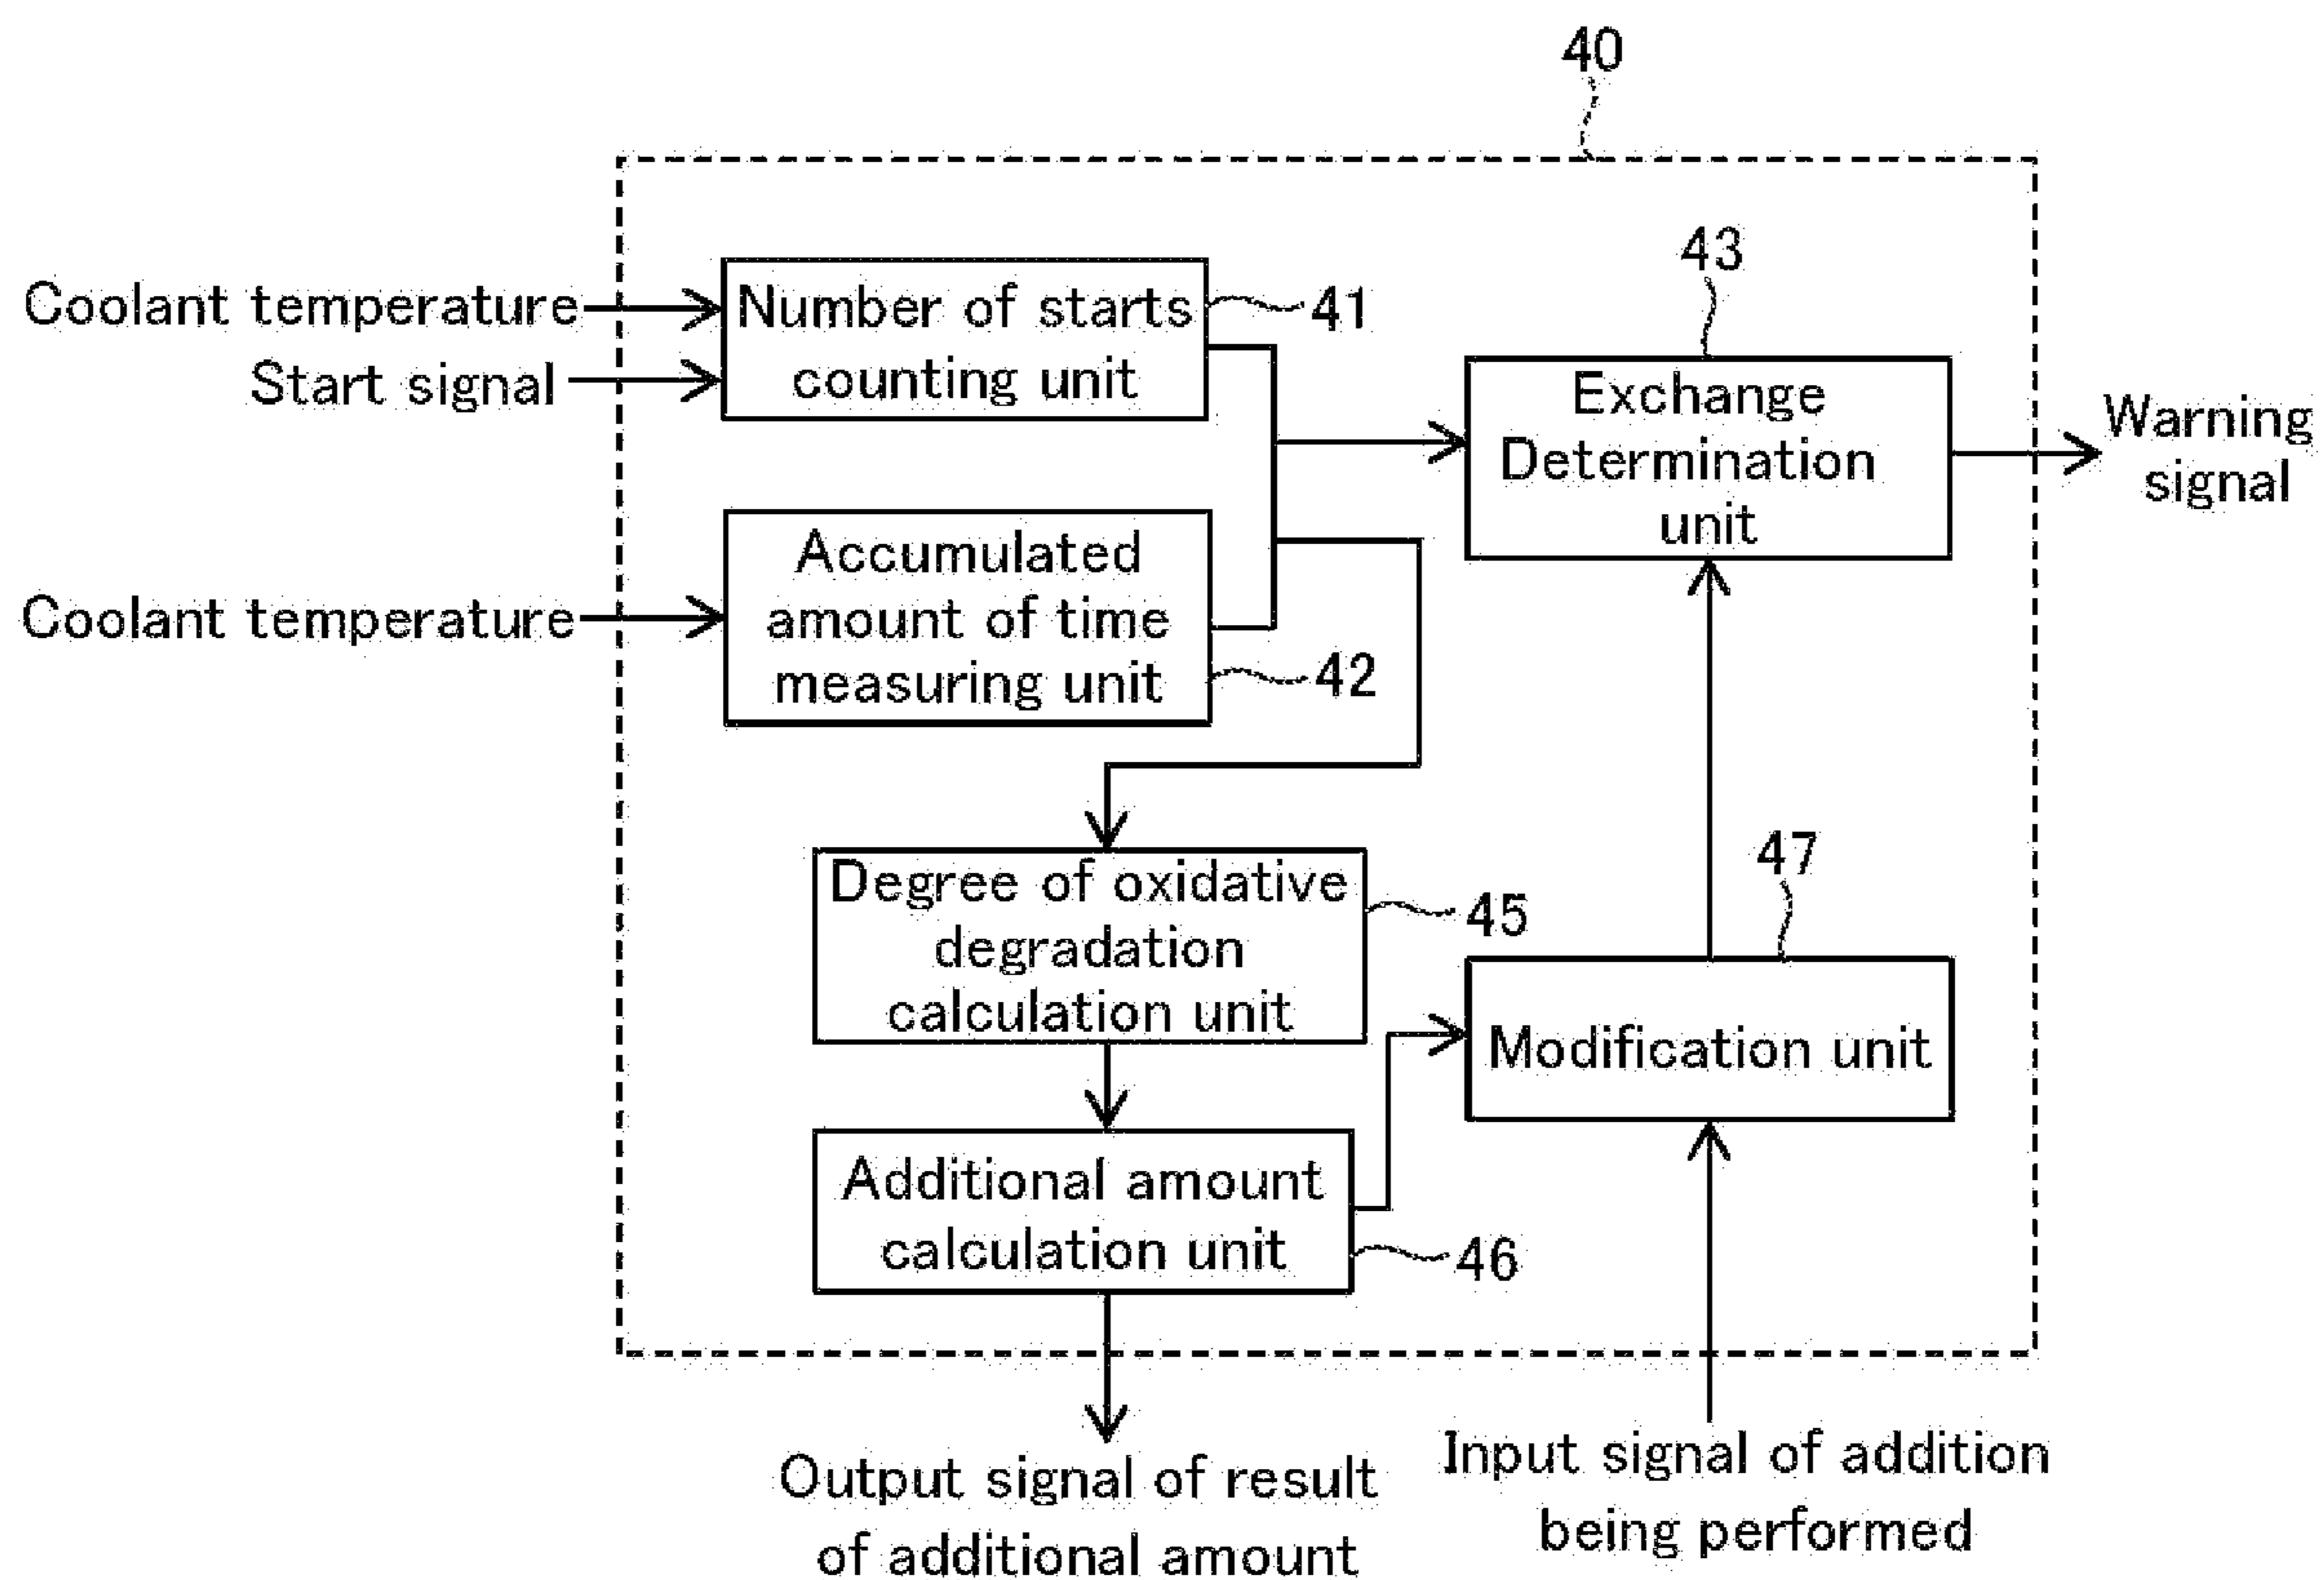 40
43
Coolant temperature
Start signal
Number of starts
counting unit
41
Exchange
Determination
unit
Warning
signal
Coolant temperature
Accumulated
amount of time
measuring unit
42
Degree of oxidative
degradation
calculation unit
45
47
Modification unit
Additional amount
calculation unit
46
Output signal of result
of additional amount
Input signal of addition
being performed